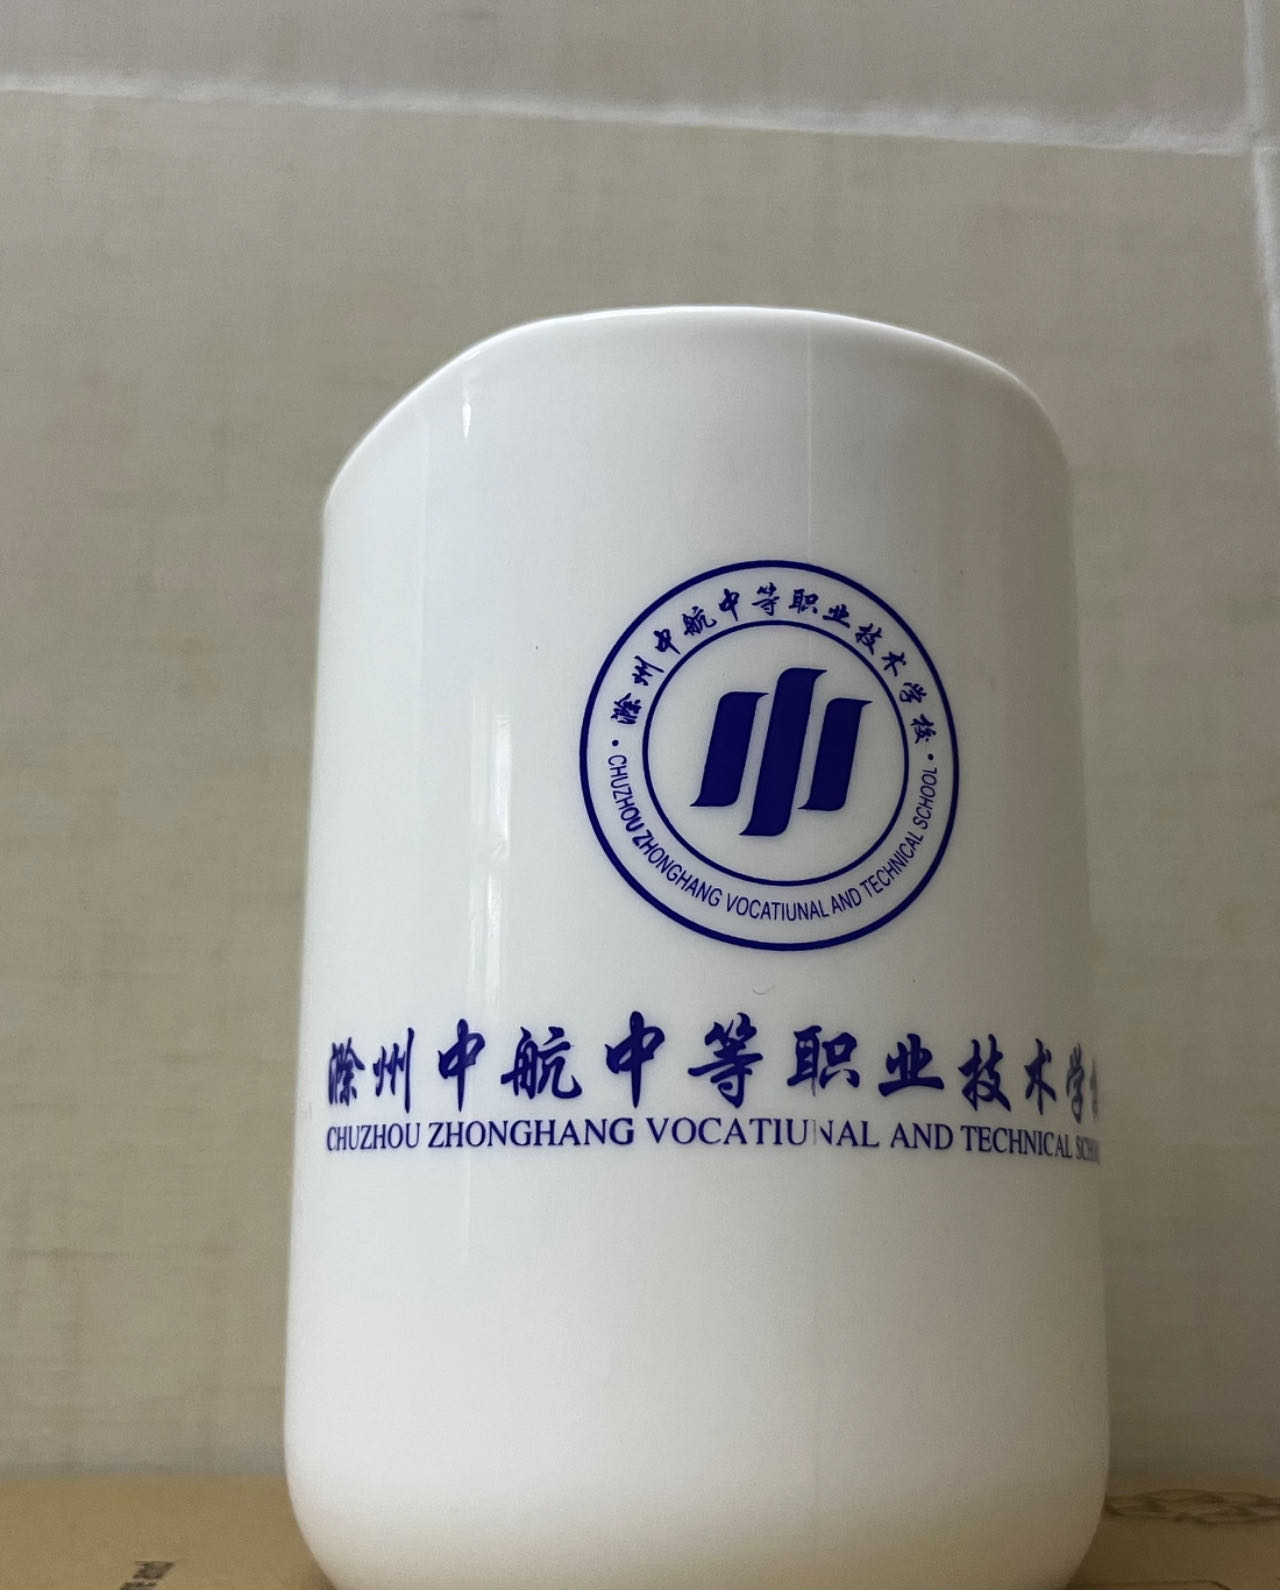 滁州中航中等职业技术学校
CHUZHOU ZHONGHANG VOCATIUNAL AND TECHNICAL SCHOOL
滁州中航中等职业技术学
CHUZHOU ZHONGHANG VOCATIUNAL AND TECHNICAL